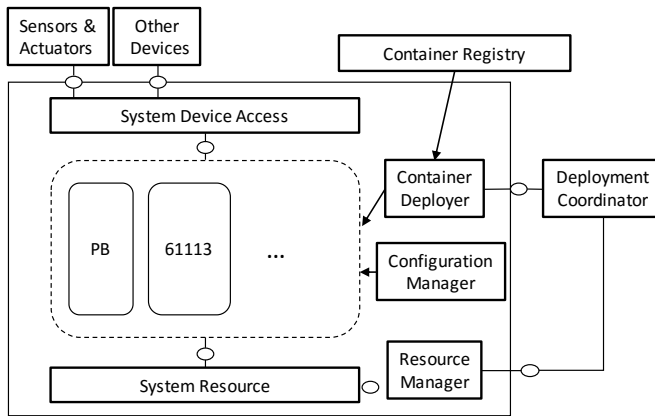 Sensors &
Actuators
Other
Devices
Container Registry
System Device Access
Container
Deployer
Deployment
Coordinator
PB
61113
...
Configuration
Manager
System Resource
Resource
Manager